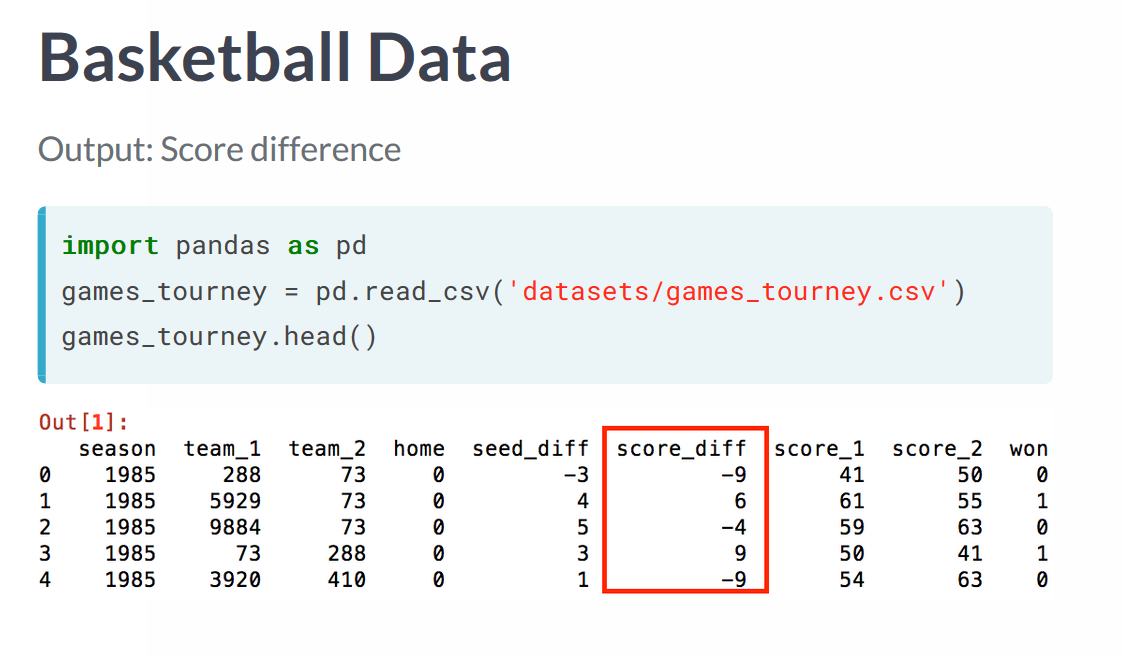 Basketball Data
Output: Score difference
import pandas as pd
games_tourney = pd.read_csv('datasets/games_tourney.csv')
games_tourney.head()
Out[1]:
season team_1 team_2 home seed_diff score_diff score_1 score_2 won
0 1985 288 73 0 −3 −9 41 50 0
1 1985 5929 73 0 4 6 61 55 1
2 1985 9884 73 0 5 −4 59 63 0
3 1985 73 288 0 3 9 50 41 1
4 1985 3920 410 0 1 −9 54 63 0